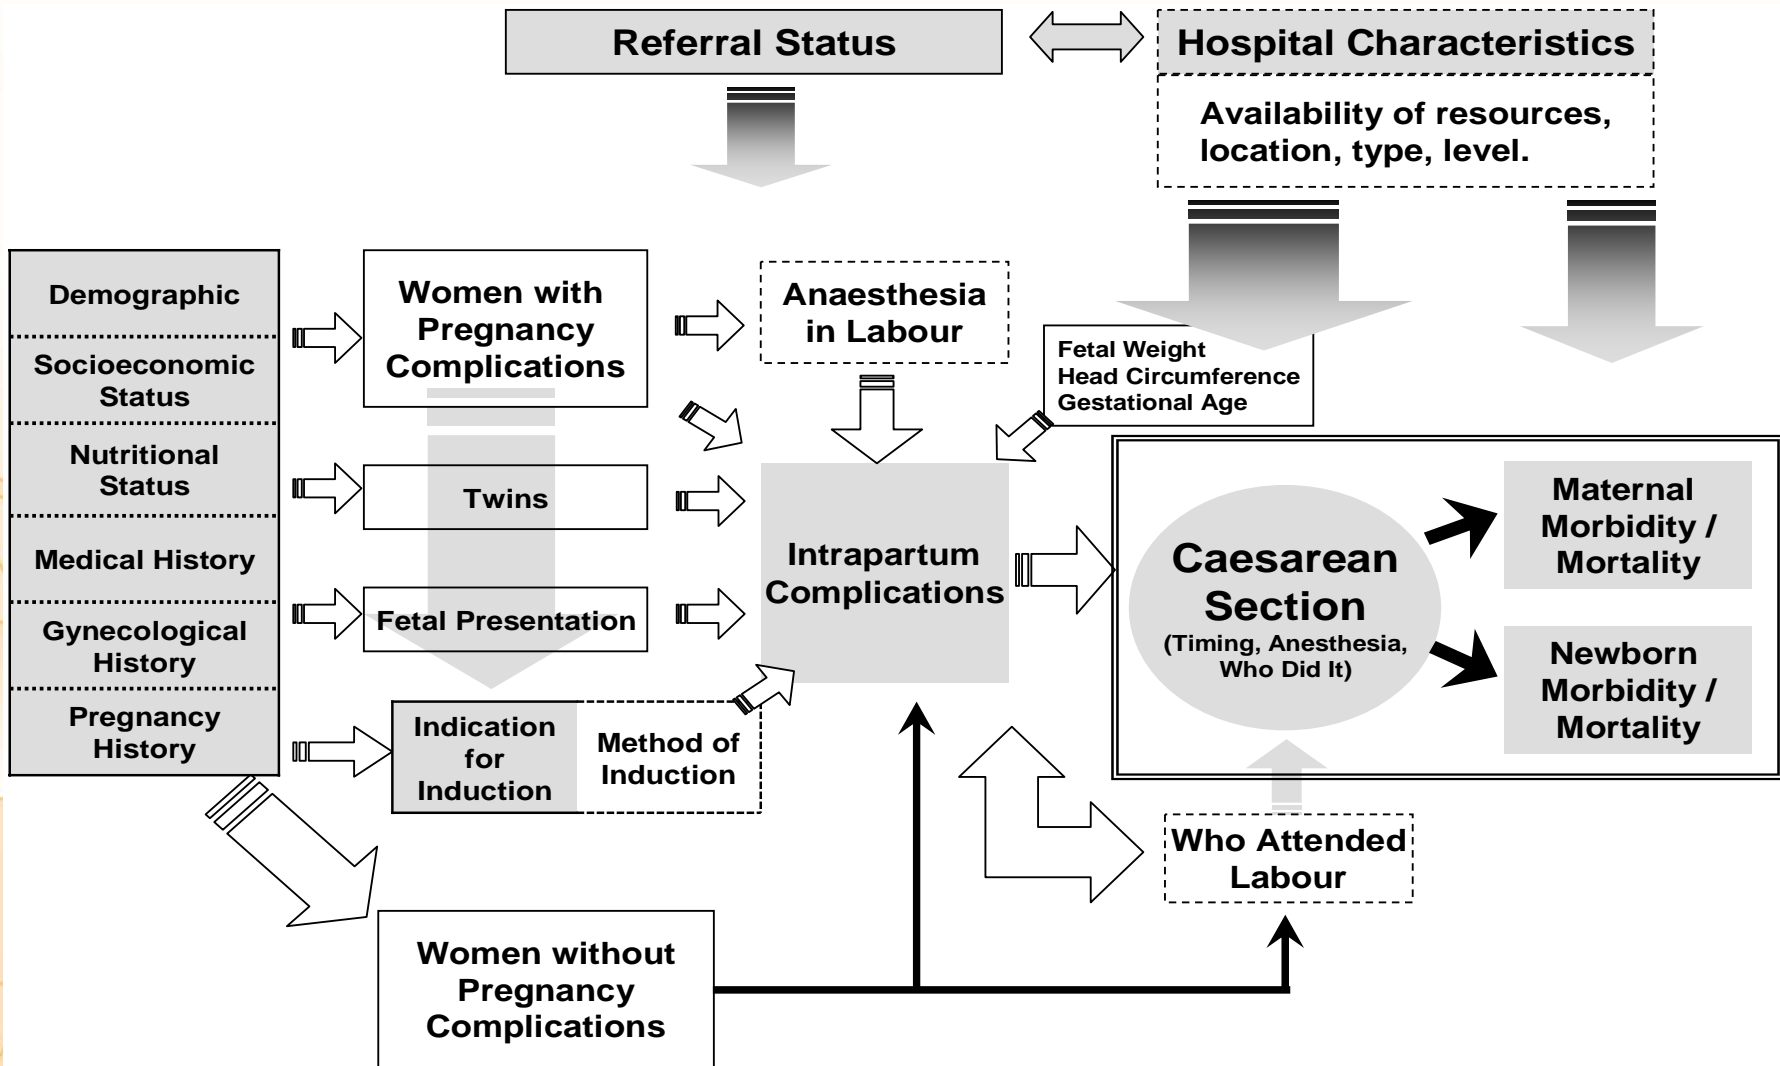 Referral Status
Hospital Characteristics
Availability of resources,
location, type, level.
Demographic
Socioeconomic
Status
Nutritional
Status
Medical History
Gynecological
History
Pregnancy
History
Women with
Pregnancy
Complications
Twins
Fetal Presentation
Indication
for
Induction
Method of
Induction
Women without
Pregnancy
Complications
Anaesthesia
in Labour
Fetal Weight
Head Circumference
Gestational Age
Intrapartum
Complications
Caesarean
Section
(Timing, Anesthesia,
Who Did It)
Maternal
Morbidity /
Mortality
Newborn
Morbidity /
Mortality
Who Attended
Labour